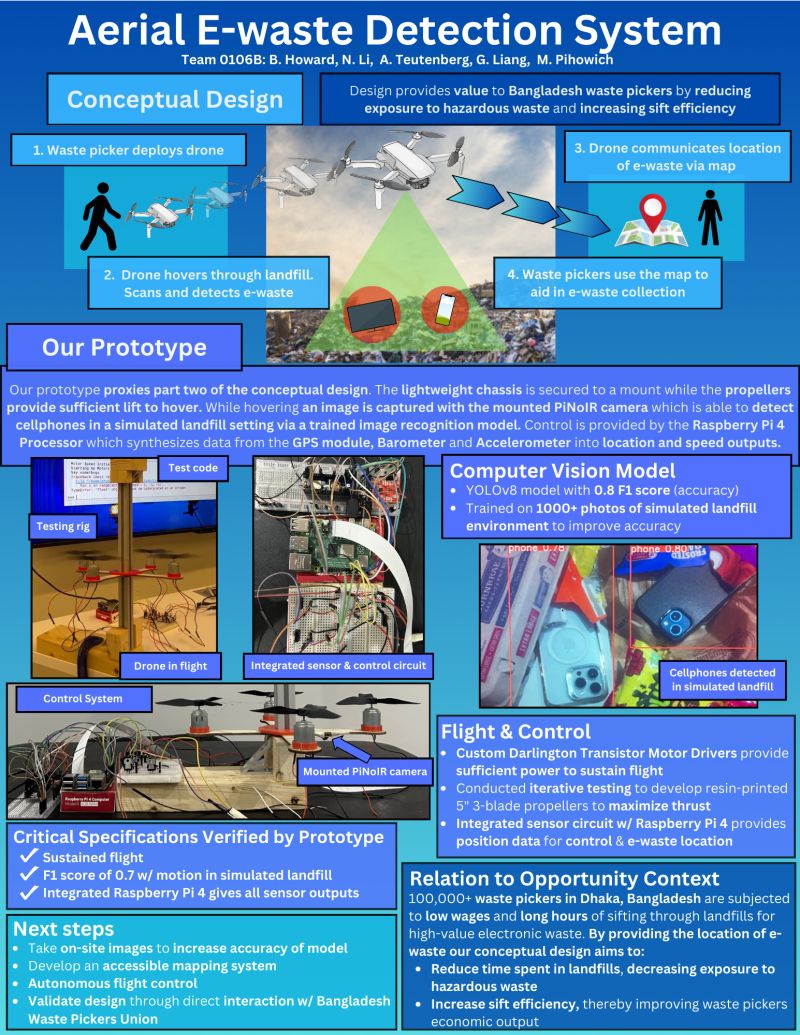 Aerial E-waste Detection System
Team 0106B: B. Howard, N. Li, A. Teutenberg, G. Liang, M. Pihowich
Conceptual Design
Design provides value to Bangladesh waste pickers by reducing
exposure to hazardous waste and increasing sift efficiency
1. Waste picker deploys drone
3. Drone communicates location
of e-waste via map
2. Drone hovers through landfill.
Scans and detects e-waste
4. Waste pickers use the map to
aid in e-waste collection
Our Prototype
Our prototype proxies part two of the conceptual design. The lightweight chassis is secured to a mount while the propellers
provide sufficient lift to hover. While hovering an image is captured with the mounted PiNoIR camera which is able to detect
cellphones in a simulated landfill setting via a trained image recognition model. Control is provided by the Raspberry Pi 4
Processor which synthesizes data from the GPS module, Barometer and Accelerometer into location and speed outputs.
Test code
Testing rig
Drone in flight
Integrated sensor & control circuit
Computer Vision Model
• YOLOv8 model with 0.8 F1 score (accuracy)
• Trained on 1000+ photos of simulated landfill
environment to improve accuracy
phone 0.78
phone 0.80
FROSTED
EXTRA LARGE
Cellphones detected
in simulated landfill
Control System
Raspberry Pi 4 Computer
Mounted PiNoIR camera
Flight & Control
• Custom Darlington Transistor Motor Drivers provide
sufficient power to sustain flight
• Conducted iterative testing to develop resin-printed
5" 3-blade propellers to maximize thrust
• Integrated sensor circuit w/ Raspberry Pi 4 provides
position data for control & e-waste location
Critical Specifications Verified by Prototype
Sustained flight
F1 score of 0.7 w/ motion in simulated landfill
Integrated Raspberry Pi 4 gives all sensor outputs
Next steps
• Take on-site images to increase accuracy of model
• Develop an accessible mapping system
• Autonomous flight control
• Validate design through direct interaction w/ Bangladesh
Waste Pickers Union
Relation to Opportunity Context
100,000+ waste pickers in Dhaka, Bangladesh are subjected
to low wages and long hours of sifting through landfills for
high-value electronic waste. By providing the location of e-
waste our conceptual design aims to:
• Reduce time spent in landfills, decreasing exposure to
hazardous waste
• Increase sift efficiency, thereby improving waste pickers
economic output